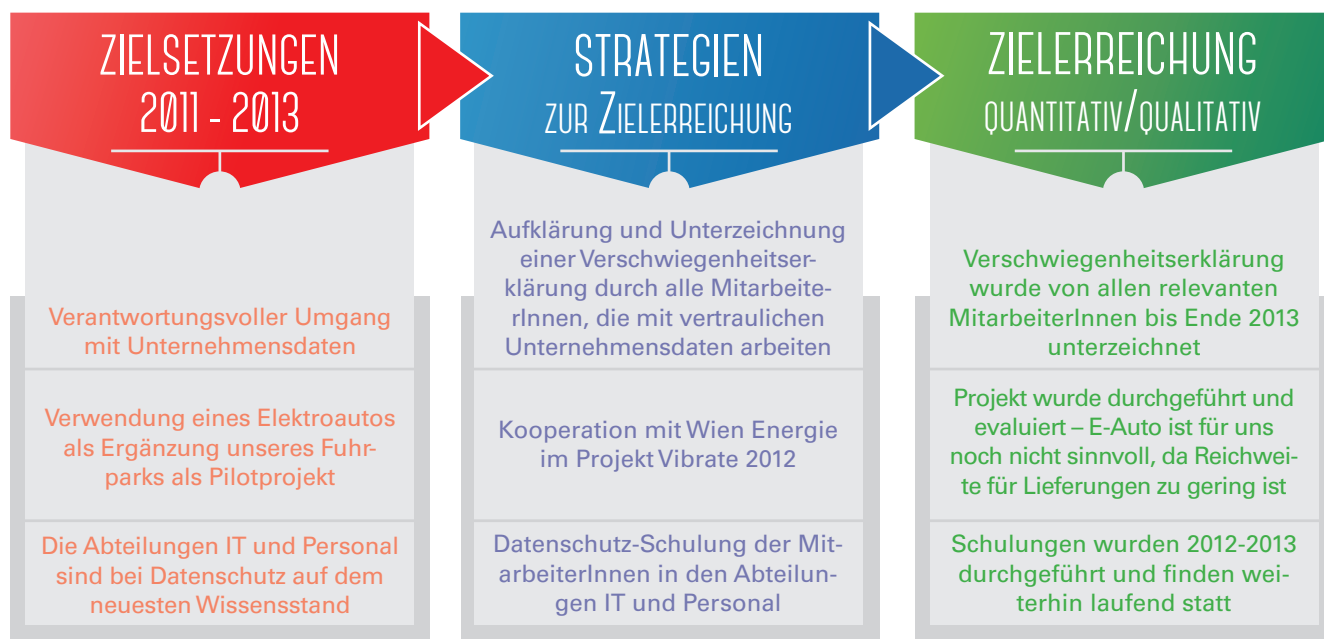 ZIELSETZUNGEN
2011 - 2013
STRATEGIEN
ZUR ZIELERREICHUNG
ZIELERREICHUNG
QUANTITATIV/QUALITATIV
Verantwortungsvoller Umgang
mit Unternehmensdaten
Aufklärung und Unterzeichnung
einer Verschwiegenheitser-
klärung durch alle Mitarbeite-
rInnen, die mit vertraulichen
Unternehmensdaten arbeiten
Verschwiegenheitserklärung
wurde von allen relevanten
MitarbeiterInnen bis Ende 2013
unterzeichnet
Verwendung eines Elektroautos
als Ergänzung unseres Fuhr-
parks als Pilotprojekt
Kooperation mit Wien Energie
im Projekt Vibrate 2012
Projekt wurde durchgeführt und
evaluiert – E-Auto ist für uns
noch nicht sinnvoll, da Reichwei-
te für Lieferungen zu gering ist
Die Abteilungen IT und Personal
sind bei Datenschutz auf dem
neuesten Wissensstand
Datenschutz-Schulung der Mit-
arbeiterInnen in den Abteilun-
gen IT und Personal
Schulungen wurden 2012-2013
durchgeführt und finden wei-
terhin laufend statt